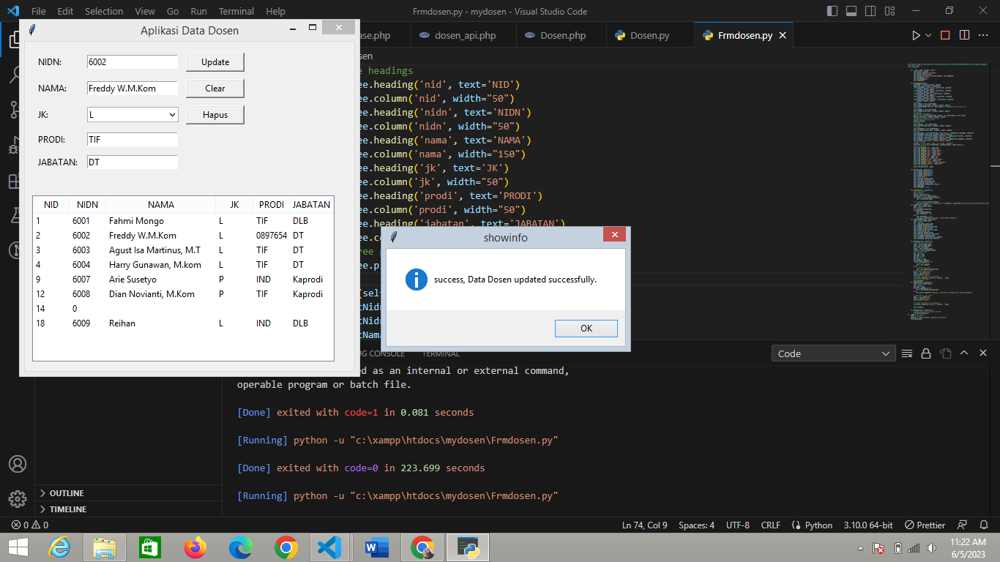 File Edit Selection View Go Run Terminal Help Frmdosen.py - mydosen - Visual Studio Code
Aplikasi Data Dosen
ase.php dosen_api.php Dosen.php Dosen.py Frmdosen.py
NIDN: 6002 Update
NAMA: Freddy W.M.Kom Clear
JK: L Hapus
PRODI: TIF
JABATAN: DT
NID NIDN NAMA JK PRODI JABATAN
1 6001 Fahmi Mongo L TIF DLB
2 6002 Freddy W.M.Kom L 0897654 DT
3 6003 Agust Isa Martinus, M.T L TIF DT
4 6004 Harry Gunawan, M.kom L TIF DT
9 6007 Arie Susetyo P IND Kaprodi
12 6008 Dian Novianti, M.Kom P TIF Kaprodi
14 0
18 6009 Reihan L IND DLB
osen
e headings
ee.heading('nid', text='NID')
ee.column('nid', width="50")
ee.heading('nidn', text='NIDN')
ee.column('nidn', width="50")
ee.heading('nama', text='NAMA')
ee.column('nama', width="150")
ee.heading('jk', text='JK')
ee.column('jk', width="50")
ee.heading('prodi', text='PRODI')
ee.column('prodi', width="50")
ee.heading('jabatan', text='JABATAN')
ee.c
ree
ee.p
(sel
tNidn
tNama
showinfo
success, Data Dosen updated successfully.
OK
UG CONSOLE TERMINAL Code
ed as an internal or external command,
operable program or batch file.
[Done] exited with code=1 in 0.081 seconds
[Running] python -u "c:\xampp\htdocs\mydosen\Frmdosen.py"
[Done] exited with code=0 in 223.699 seconds
[Running] python -u "c:\xampp\htdocs\mydosen\Frmdosen.py"
OUTLINE
TIMELINE
0 0 Ln 74, Col 9 Spaces: 4 UTF-8 CRLF Python 3.10.0 64-bit Prettier
11:22 AM
6/5/2023